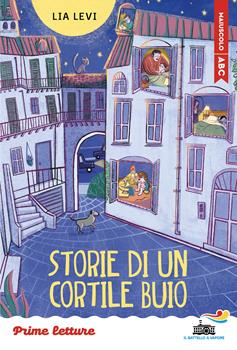 LIA LEVI
MAIUSCOLO
ABC
STORIE DI UN
CORTILE BUIO
Prime letture
IL BATTELLO A VAPORE